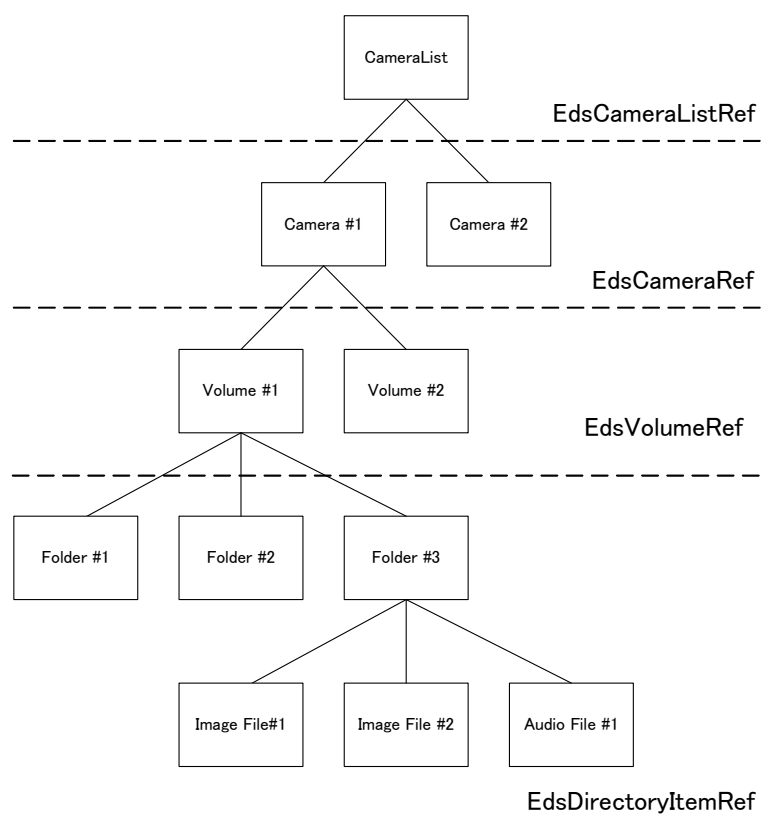 CameraList
EdsCameraListRef
Camera #1
Camera #2
EdsCameraRef
Volume #1
Volume #2
EdsVolumeRef
Folder #1
Folder #2
Folder #3
Image File#1
Image File #2
Audio File #1
EdsDirectoryItemRef